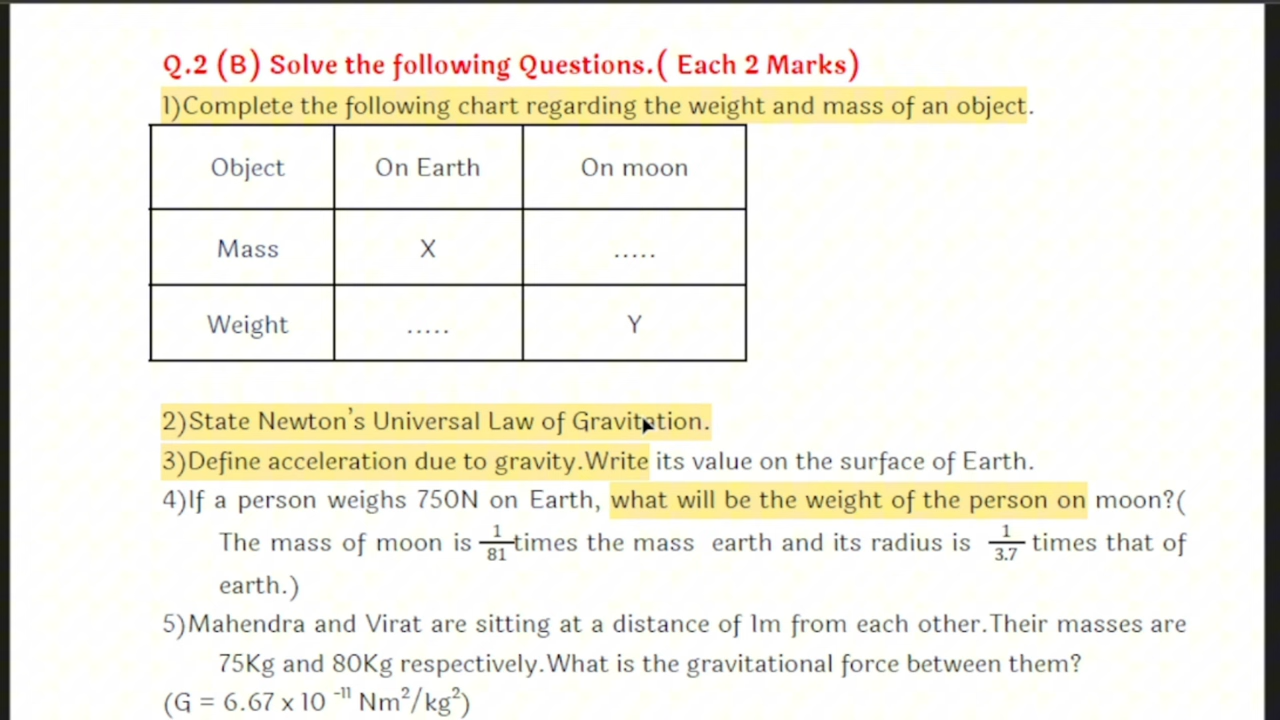 Q.2 (B) Solve the following Questions.( Each 2 Marks)
1)Complete the following chart regarding the weight and mass of an object.
Object On Earth On moon
Mass X .....
Weight ..... Y
2)State Newton's Universal Law of Gravitation.
3)Define acceleration due to gravity.Write its value on the surface of Earth.
4)If a person weighs 750N on Earth, what will be the weight of the person on moon?(
The mass of moon is 1/81 times the mass earth and its radius is 1/3.7 times that of
earth.)
5)Mahendra and Virat are sitting at a distance of 1m from each other.Their masses are
75Kg and 80Kg respectively.What is the gravitational force between them?
(G = 6.67 x 10 ⁻¹¹ Nm²/kg²)